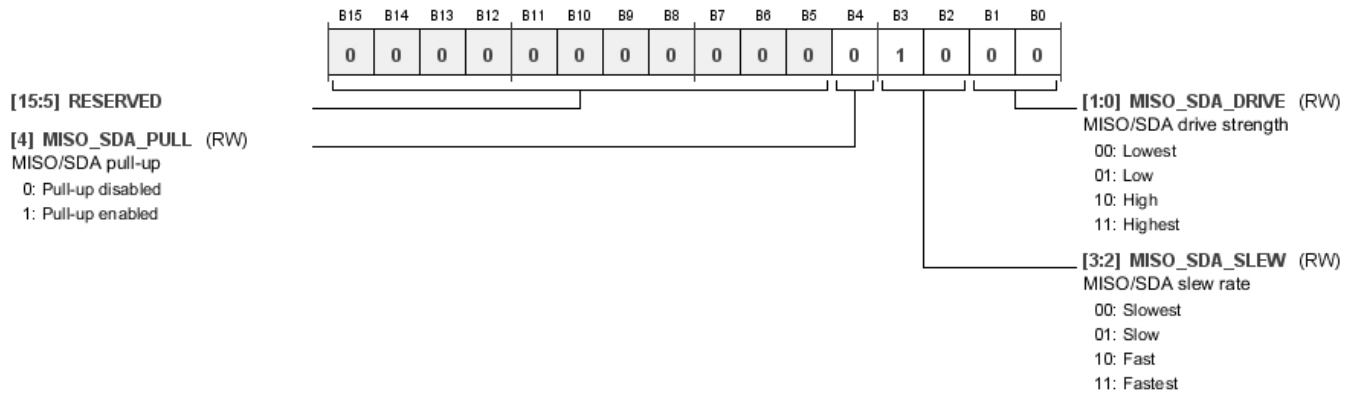 B15 B14 B13 B12 B11 B10 B9 B8 B7 B6 B5 B4 B3 B2 B1 B0
0 0 0 0 0 0 0 0 0 0 0 0 1 0 0 0
[15:5] RESERVED
[4] MISO_SDA_PULL (RW)
MISO/SDA pull-up
0: Pull-up disabled
1: Pull-up enabled
[1:0] MISO_SDA_DRIVE (RW)
MISO/SDA drive strength
00: Lowest
01: Low
10: High
11: Highest
[3:2] MISO_SDA_SLEW (RW)
MISO/SDA slew rate
00: Slowest
01: Slow
10: Fast
11: Fastest